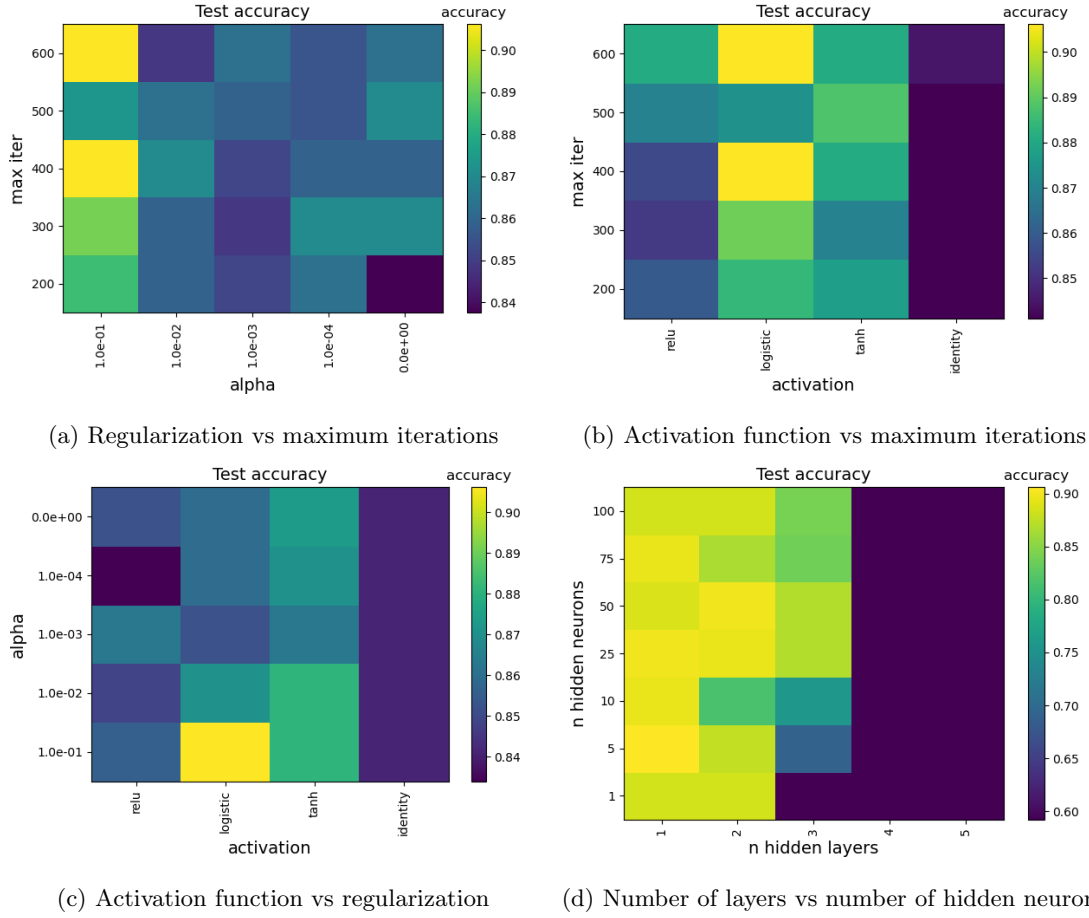 Test accuracy
accuracy
600
500
400
300
200
max iter
0.90
0.89
0.88
0.87
0.86
0.85
0.84
1.0e-01
1.0e-02
1.0e-03
1.0e-04
0.0e+00
alpha
(a) Regularization vs maximum iterations
Test accuracy
accuracy
600
500
400
300
200
max iter
0.90
0.89
0.88
0.87
0.86
0.85
relu
logistic
tanh
identity
activation
(b) Activation function vs maximum iterations
Test accuracy
accuracy
0.0e+00
1.0e-04
1.0e-03
1.0e-02
1.0e-01
alpha
0.90
0.89
0.88
0.87
0.86
0.85
0.84
relu
logistic
tanh
identity
activation
(c) Activation function vs regularization
Test accuracy
accuracy
100
75
50
25
10
5
1
n hidden neurons
0.90
0.85
0.80
0.75
0.70
0.65
0.60
1
2
3
4
5
n hidden layers
(d) Number of layers vs number of hidden neuro